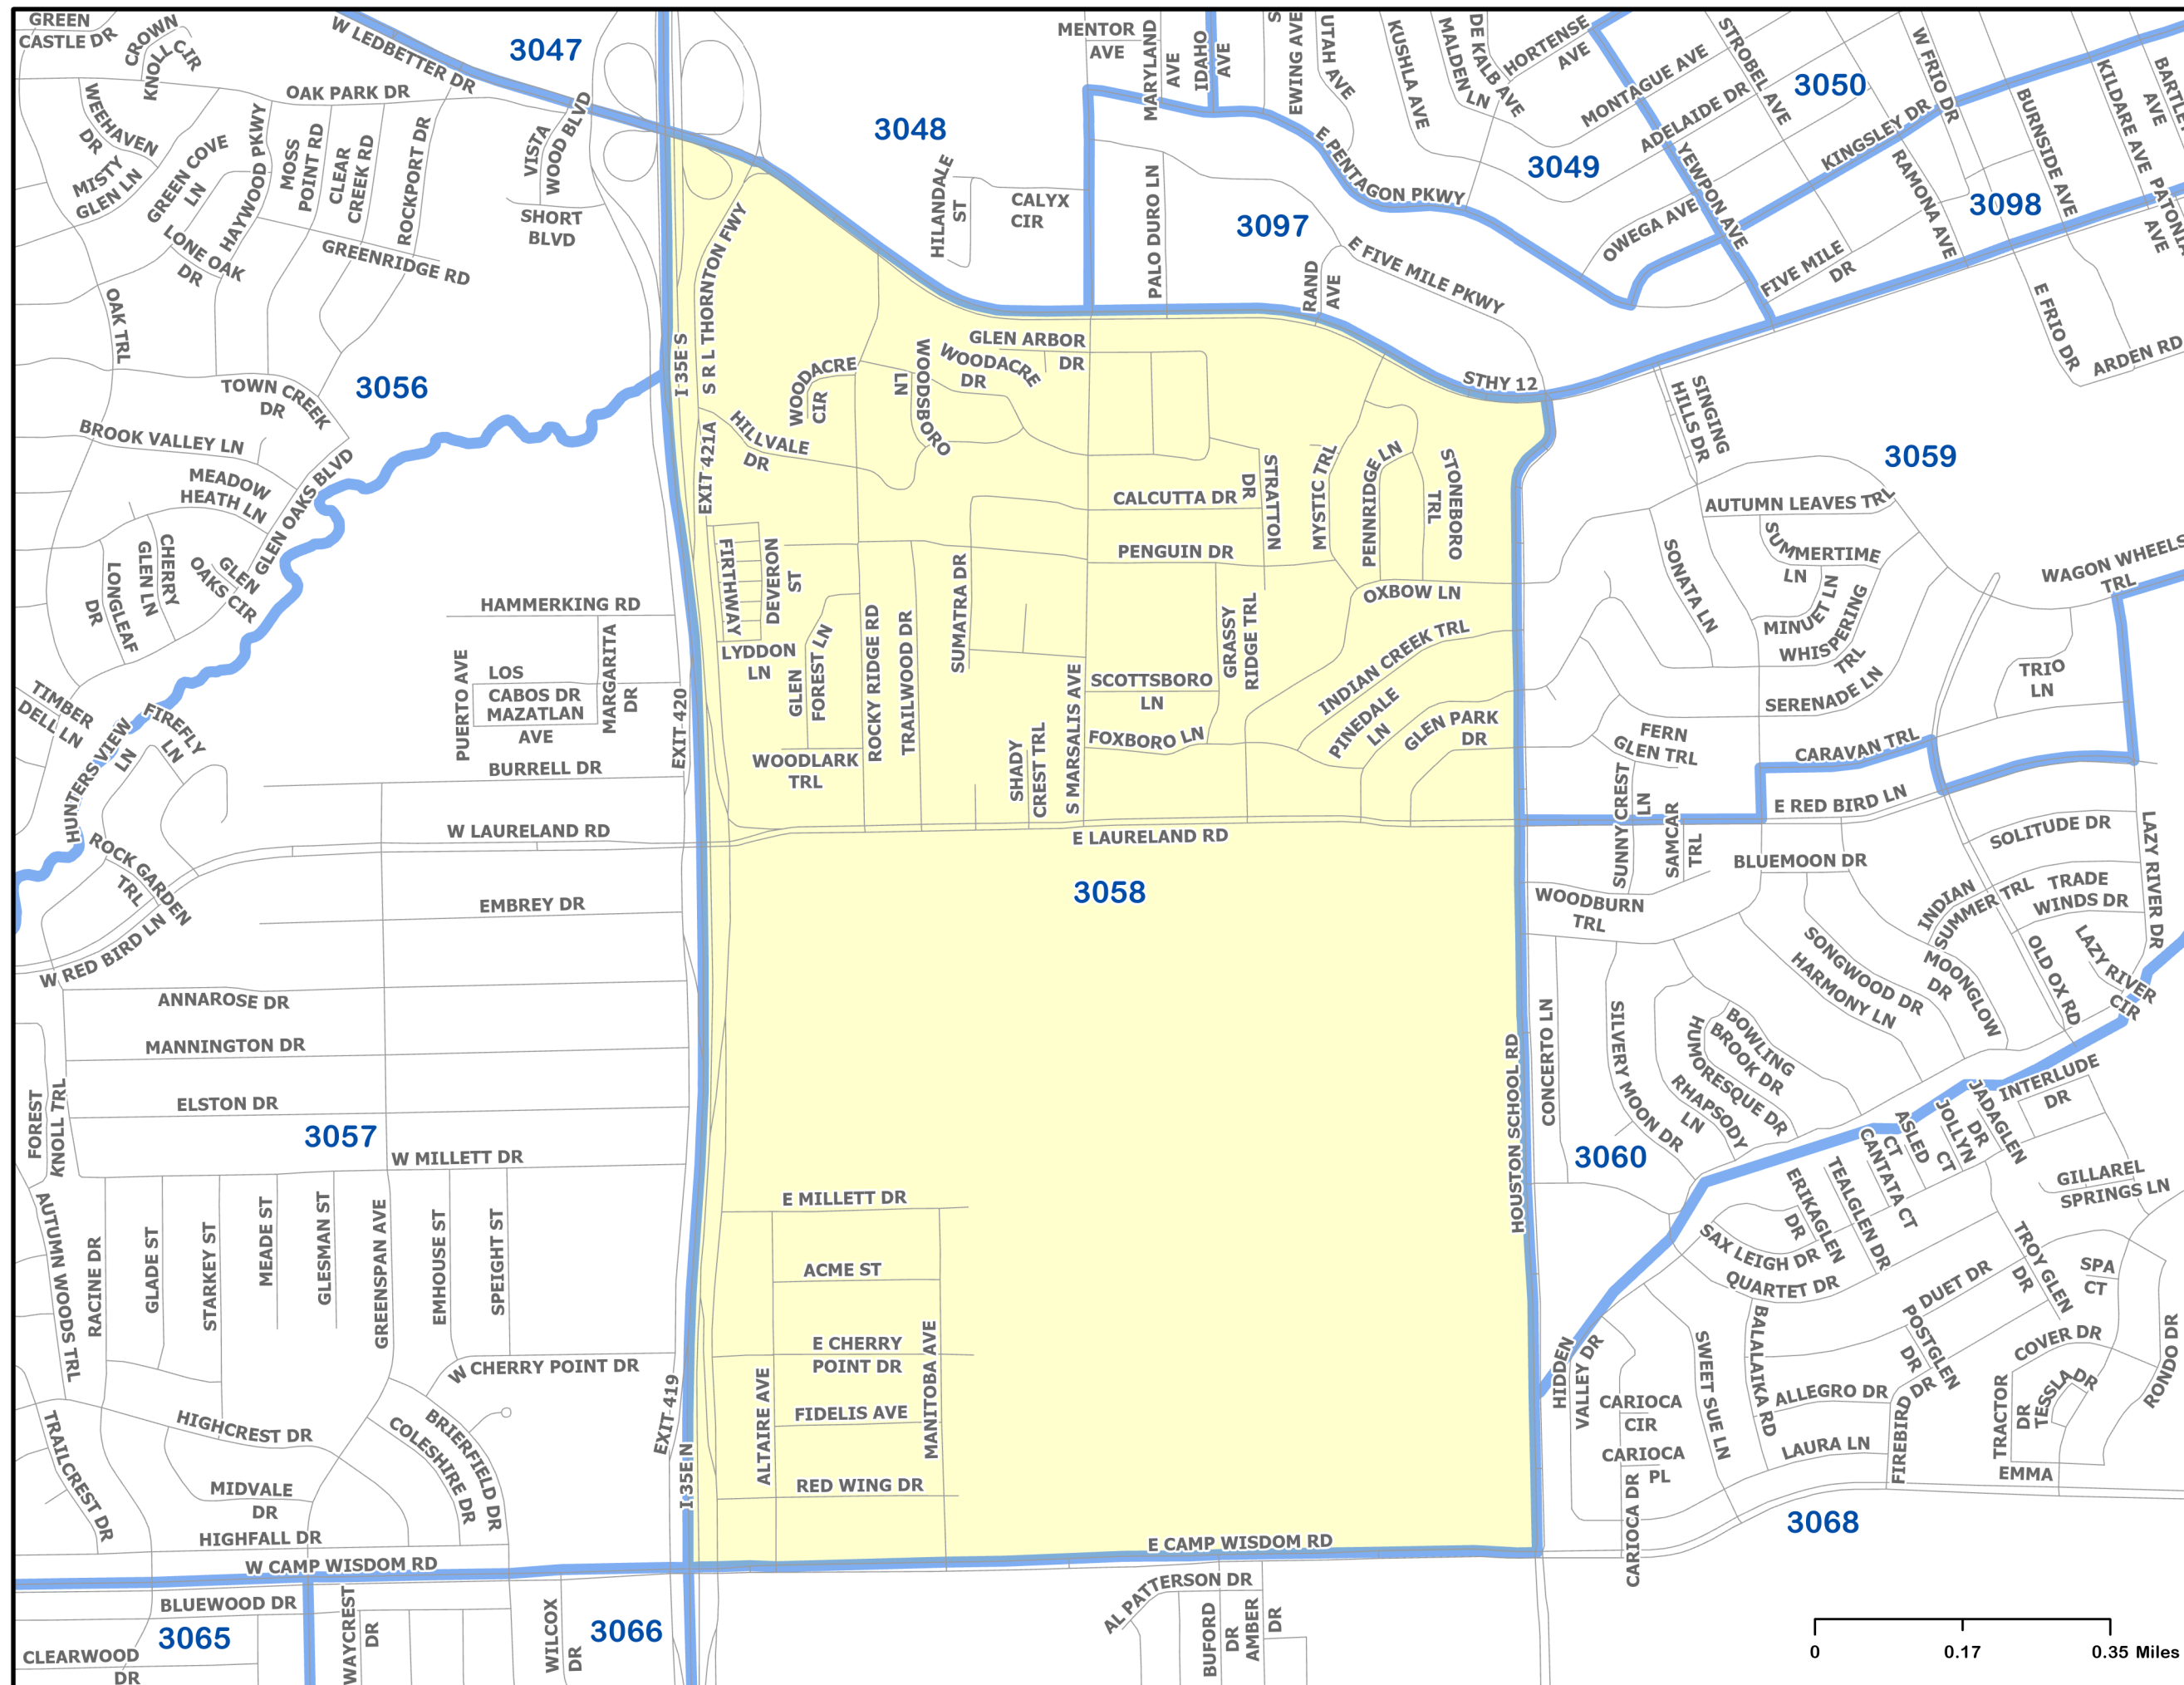 GREEN
CASTLE DR
CROWN
KNOLL CIR
W LEDBETTER DR
3047
MENTOR
AVE
MARYLAND
AVE
IDAHO
AVE
S
EWING AVE
UTAH AVE
KUSHLA AVE
MALDEN LN
DE KALB AVE
HORTENSE
AVE
MONTAGUE AVE
STROBEL AVE
3050
W FRIO DR
KILDARE AVE
AVE
OAK PARK DR
WEEHAVEN
DR
MISTY
GLEN LN
GREEN COVE
LN
HAYWOOD PKWY
MOSS
POINT RD
CLEAR
CREEK RD
ROCKPORT DR
VISTA
WOOD BLVD
SHORT
BLVD
3048
HILANDALE
ST
CALYX
CIR
PALO DURO LN
3097
E PENTAGON PKWY
3049
ADELAIDE DR
YEWPON AVE
KINGSLEY DR
RAMONA AVE
BURNSIDE AVE
3098
AVE
LONE OAK
DR
GREENRIDGE RD
OAK TRL
S R L THORNTON FWY
I 35E S
RAND
AVE
E FIVE MILE PKWY
OWEGA AVE
FIVE MILE
DR
E FRIO DR
ARDEN RD
GLEN ARBOR
DR
WOODACRE
CIR
WOODSBORO
LN
WOODACRE
DR
STHY 12
TOWN CREEK
DR
3056
BROOK VALLEY LN
MEADOW
HEATH LN
GLEN OAKS BLVD
HILLVALE
DR
EXIT 421A
SINGING
HILLS DR
3059
CALCUTTA DR
STRATTON
DR
MYSTIC TRL
PENNRIDGE LN
STONEBORO
TRL
AUTUMN LEAVES TRL
CHERRY
GLEN LN
LONGLEAF
DR
GLEN
OAKS CIR
FIRTHWAY
DEVERON
ST
PENGUIN DR
SUMATRA DR
OXBOW LN
SONATA LN
SUMMERTIME
LN
MINUET LN
WHISPERING
TRL
WAGON WHEELS
TRL
HAMMERKING RD
PUERTO AVE
LOS
CABOS DR
MAZATLAN
AVE
MARGARITA
DR
EXIT 420
LYDDON
LN
GLEN
FOREST LN
ROCKY RIDGE RD
TRAILWOOD DR
GRASSY
RIDGE TRL
INDIAN CREEK TRL
SCOTTSBORO
LN
PINEDALE
LN
GLEN PARK
DR
SERENADE LN
TRIO
LN
TIMBER
DELL LN
HUNTERS VIEW
LN
FIREFLY
LN
BURRELL DR
WOODLARK
TRL
SHADY
CREST TRL
S MARSALIS AVE
FOXBORO LN
FERN
GLEN TRL
CARAVAN TRL
E RED BIRD LN
ROCK GARDEN
TRL
W LAURELAND RD
E LAURELAND RD
SUNNY CREST
LN
SAMCAR
TRL
SOLITUDE DR
LAZY RIVER DR
3058
BLUEMOON DR
WOODBURN
TRL
INDIAN
SUMMER TRL
TRADE
WINDS DR
EMBREY DR
W RED BIRD LN
SONGWOOD DR
HARMONY LN
MOONGLOW
DR
OLD OX RD
LAZY RIVER
CIR
ANNAROSE DR
MANNINGTON DR
FOREST
KNOLL TRL
ELSTON DR
3057
W MILLETT DR
HOUSTON SCHOOL RD
CONCERTO LN
SILVERY MOON DR
BOWLING
BROOK DR
HUMORESQUE DR
RHAPSODY
LN
3060
INTERLUDE
DR
JADAGLEN
DR
JOLLYN
CT
ASLED
CT
CANTATA CT
TEALGLEN DR
ERIKAGLEN
DR
GILLAREL
SPRINGS LN
AUTUMN WOODS TRL
RACINE DR
GLADE ST
STARKEY ST
MEADE ST
GLESMAN ST
GREENSPAN AVE
EMHOUSE ST
SPEIGHT ST
E MILLETT DR
ACME ST
E CHERRY
POINT DR
MANITOBA AVE
ALTAIRE AVE
FIDELIS AVE
RED WING DR
SAX LEIGH DR
QUARTET DR
DUET DR
TROY GLEN
DR
SPA
CT
POSTGLEN
DR
COVER DR
RONDO DR
W CHERRY POINT DR
EXIT 419
I 35E N
HIDDEN
VALLEY DR
SWEET SUE LN
BALALAIKA RD
ALLEGRO DR
FIREBIRD DR
TRACTOR
DR
TESSLA DR
TRAILCREST DR
HIGHCREST DR
BRIERFIELD DR
COLESHIRE DR
CARIOCA
CIR
CARIOCA
PL
CARIOCA DR
LAURA LN
EMMA
MIDVALE
DR
HIGHFALL DR
W CAMP WISDOM RD
E CAMP WISDOM RD
3068
BLUEWOOD DR
3065
CLEARWOOD
DR
WAYCREST
DR
WILCOX
DR
3066
AL PATTERSON DR
BUFORD
DR
AMBER
DR
0 0.17 0.35 Miles